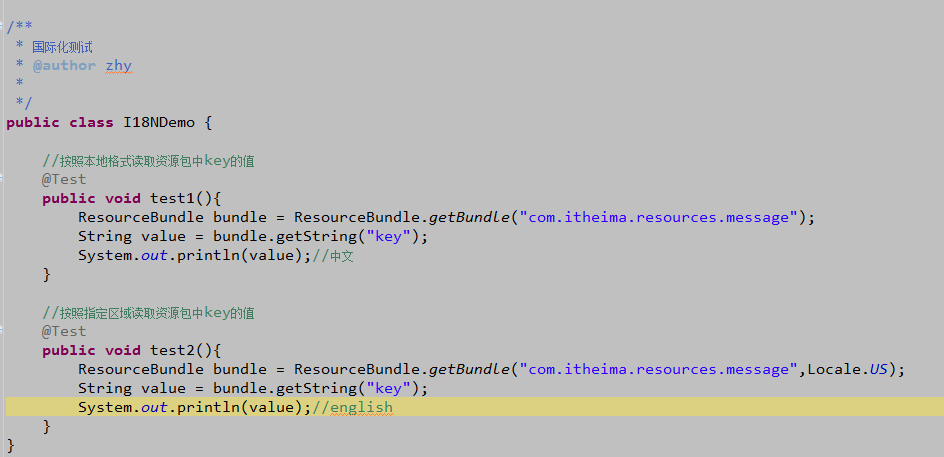 /**
 * 国际化测试
 * @author zhy
 *
 */
public class I18NDemo {
    //按照本地格式读取资源包中key的值
    @Test
    public void test1(){
        ResourceBundle bundle = ResourceBundle.getBundle("com.itheima.resources.message");
        String value = bundle.getString("key");
        System.out.println(value);//中文
    }
    //按照指定区域读取资源包中key的值
    @Test
    public void test2(){
        ResourceBundle bundle = ResourceBundle.getBundle("com.itheima.resources.message",Locale.US);
        String value = bundle.getString("key");
        System.out.println(value);//english
    }
}